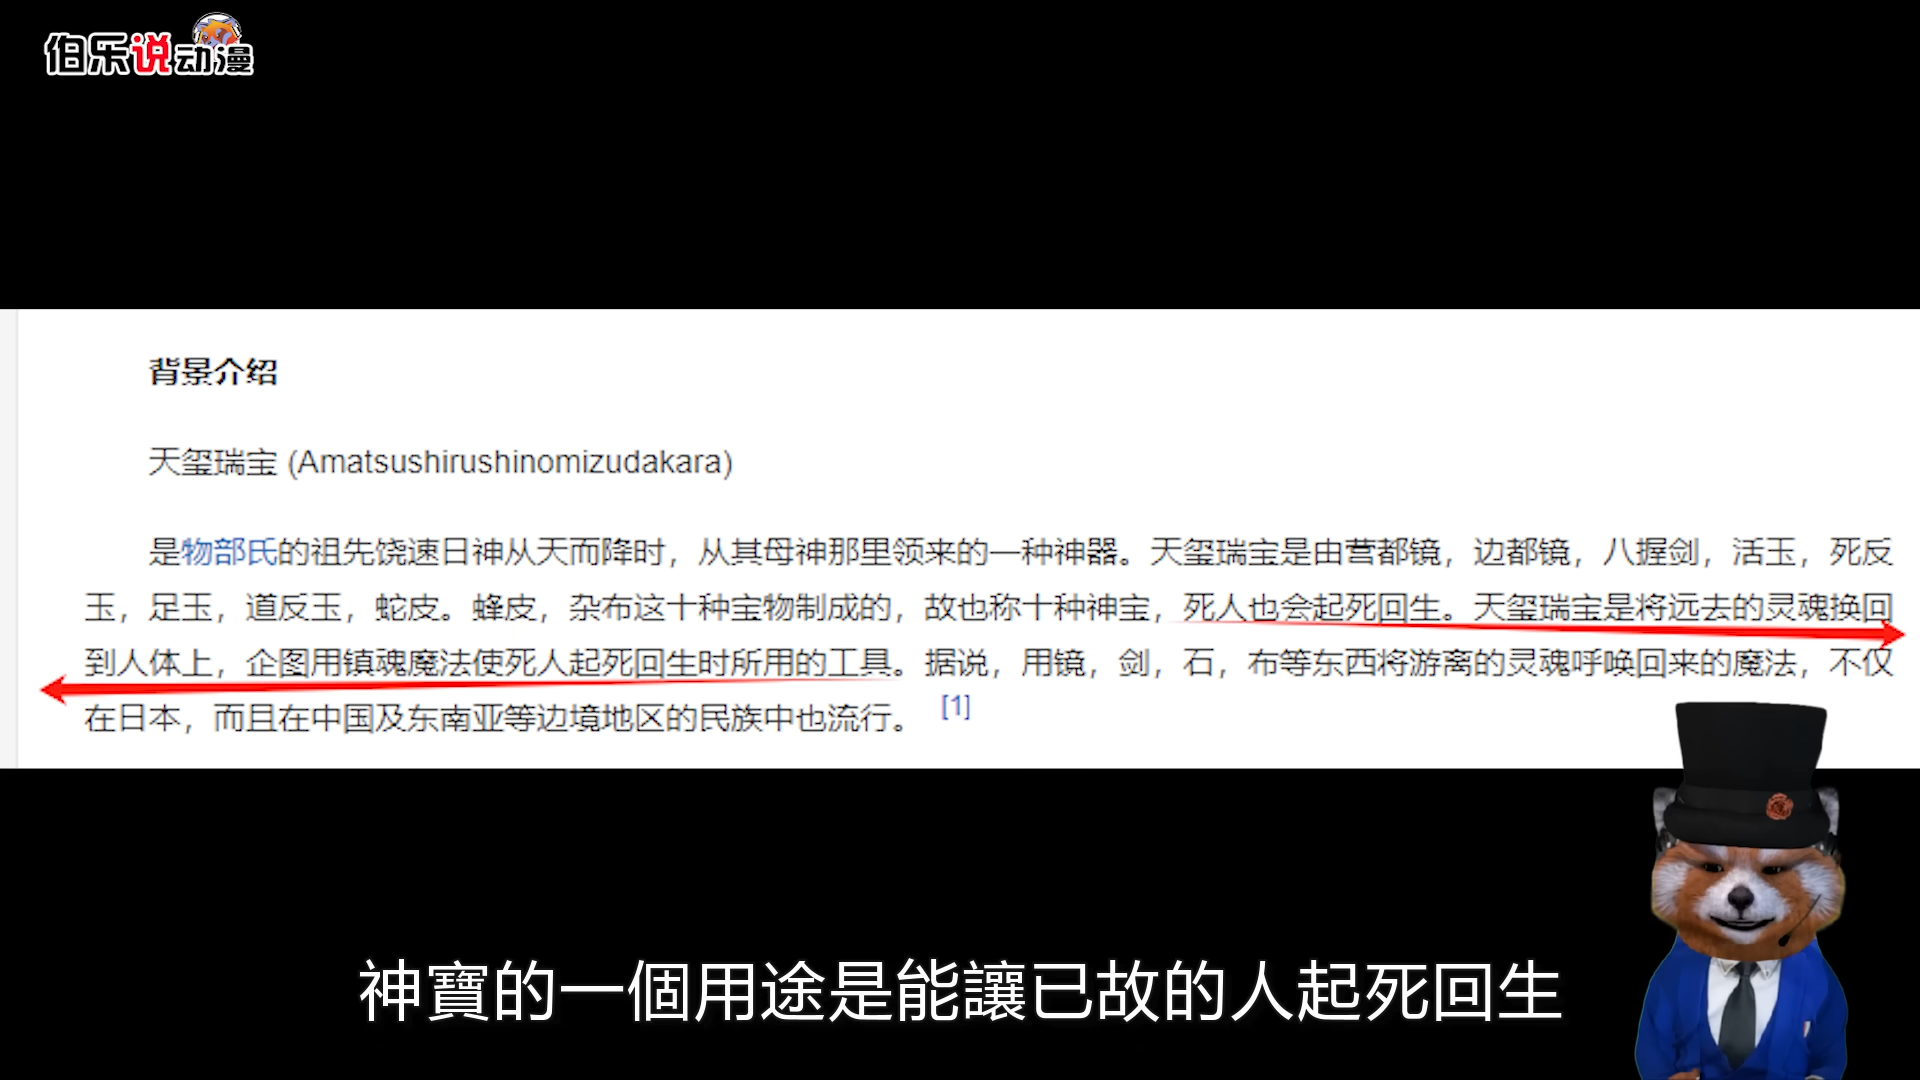 伯乐说动漫
背景介绍
天玺瑞宝 (Amatsushirushinomizudakara)
是物部氏的祖先饶速日神从天而降时，从其母神那里领来的一种神器。天玺瑞宝是由营都镜，边都镜，八握剑，活玉，死反
玉，足玉，道反玉，蛇皮。蜂皮，杂布这十种宝物制成的，故也称十种神宝，死人也会起死回生。天玺瑞宝是将远去的灵魂换回
到人体上，企图用镇魂魔法使死人起死回生时所用的工具。据说，用镜，剑，石，布等东西将游离的灵魂呼唤回来的魔法，不仅
在日本，而且在中国及东南亚等边境地区的民族中也流行。 [1]
神寶的一個用途是能讓已故的人起死回生